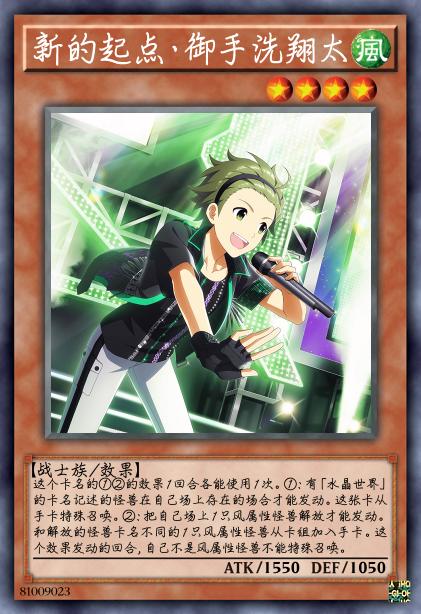 新的起点·御手洗翔太
風
【战士族/效果】
这个卡名的①②的效果1回合各能使用1次。①:有「水晶世界」
的卡名记述的怪兽在自己场上存在的场合才能发动。这张卡从
手卡特殊召唤。②:把自己场上1只风属性怪兽解放才能发动。
和解放的怪兽卡名不同的1只风属性怪兽从卡组加入手卡。这
个效果发动的回合,自己不是风属性怪兽不能特殊召唤。
ATK/1550 DEF/1050
81009023